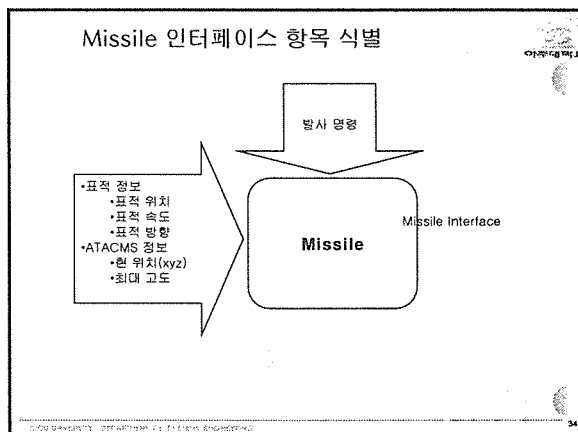 Missile 인터페이스 항목 식별
발사 명령
•표적 정보
•표적 위치
•표적 속도
•표적 방향
•ATACMS 정보
•현 위치(xyz)
•최대 고도
Missile
Missile Interface
34